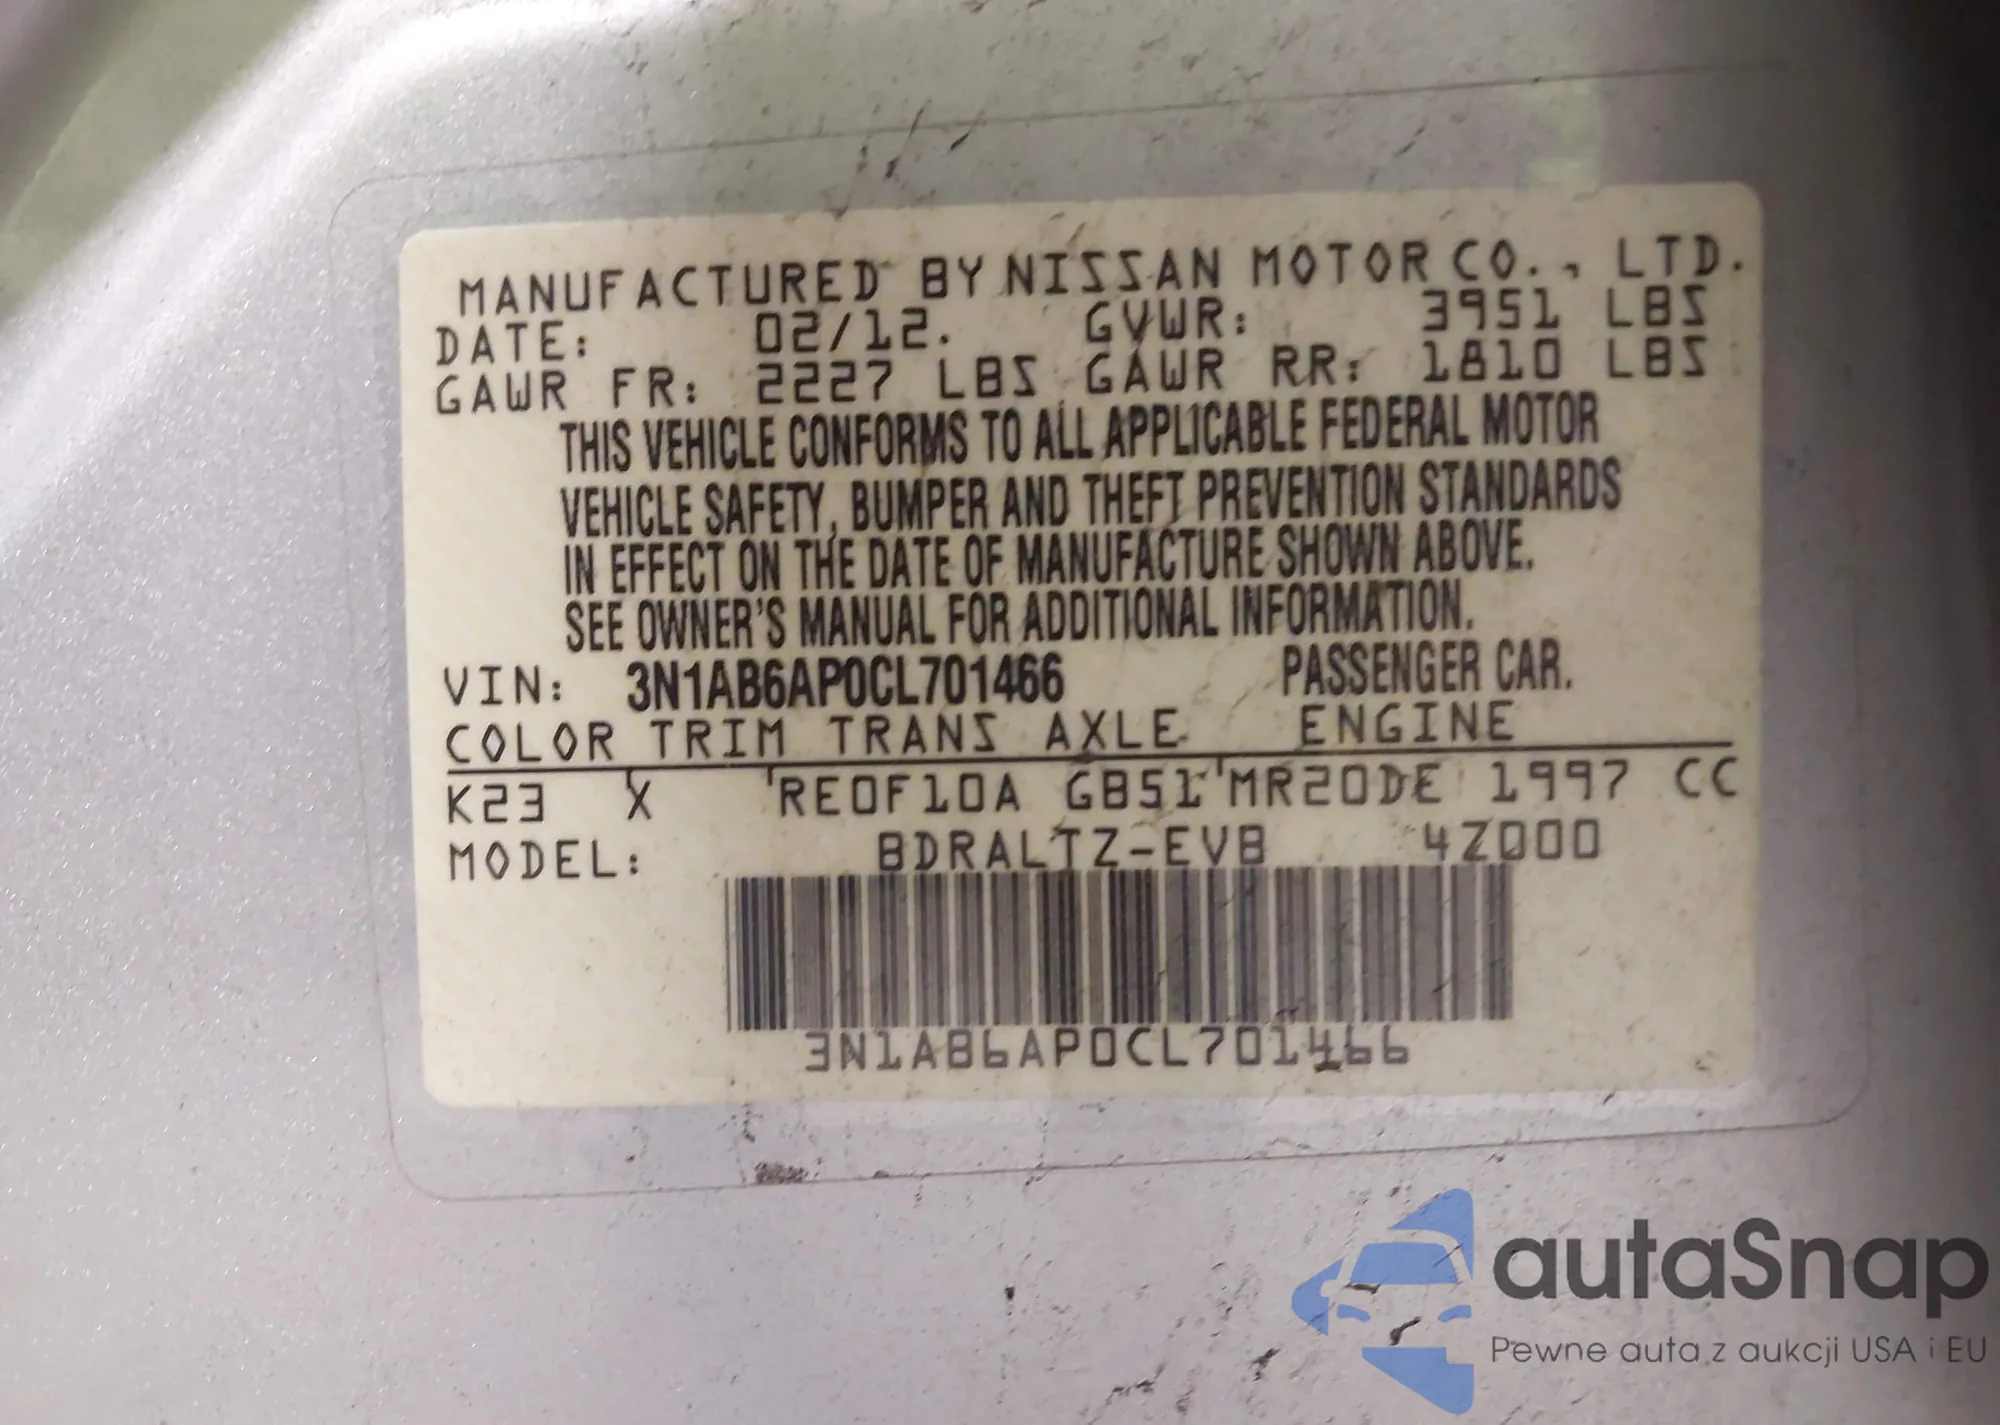 MANUFACTURED BY NISSAN MOTOR CO., LTD.
DATE: 02/12. GVWR: 3951 LBS
GAWR FR: 2227 LBS GAWR RR: 1810 LBS
THIS VEHICLE CONFORMS TO ALL APPLICABLE FEDERAL MOTOR
VEHICLE SAFETY, BUMPER AND THEFT PREVENTION STANDARDS
IN EFFECT ON THE DATE OF MANUFACTURE SHOWN ABOVE.
SEE OWNER'S MANUAL FOR ADDITIONAL INFORMATION.
VIN: 3N1AB6AP0CL701466 PASSENGER CAR.
COLOR TRIM TRANS AXLE ENGINE
K23 X RE0F10A GB51 MR20DE 1997 CC
MODEL: BDRALTZ-EVB 4Z000
3N1AB6AP0CL701466
autaSnap
Pewne auta z aukcji USA i EU